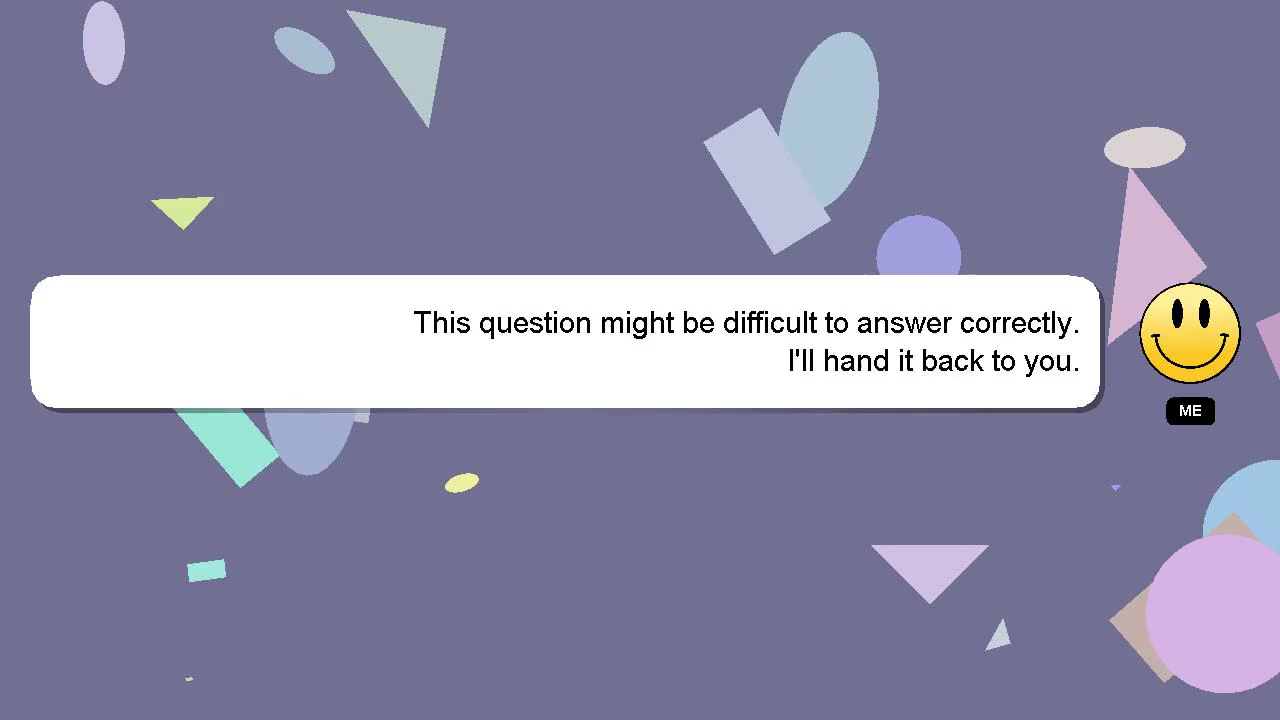 This question might be difficult to answer correctly.
I'll hand it back to you.
ME